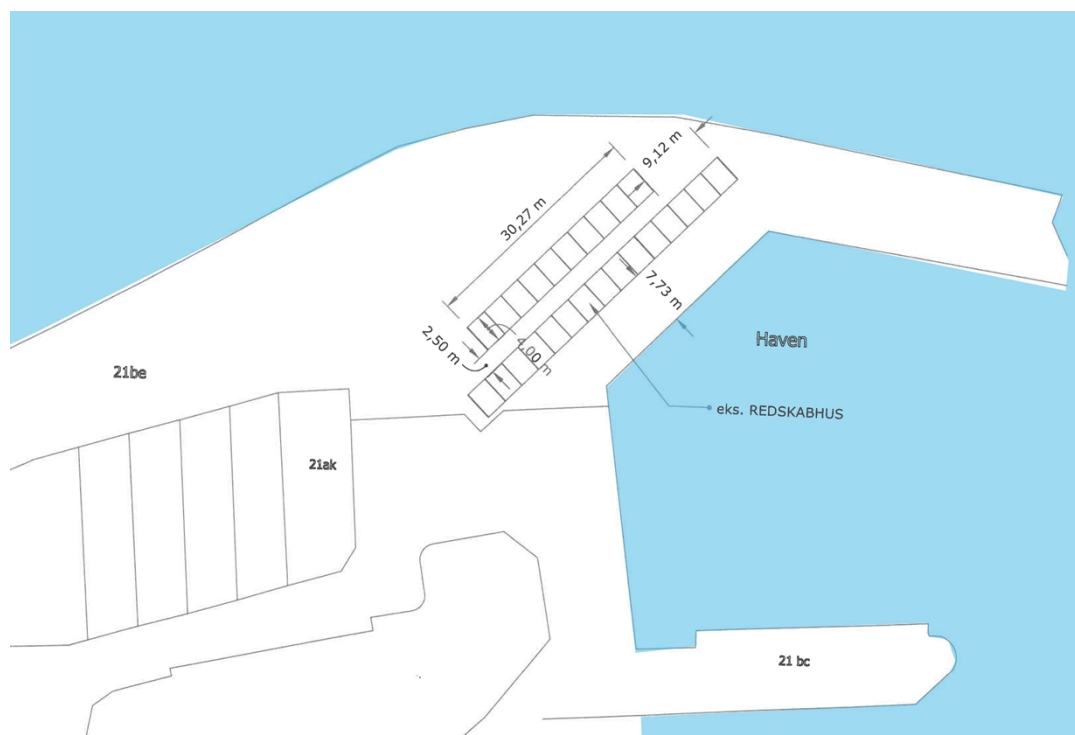 9,12 m
30,27 m
7,73 m
2,50 m
4,00 m
Haven
21be
eks. REDSKABHUS
21ak
21 bc